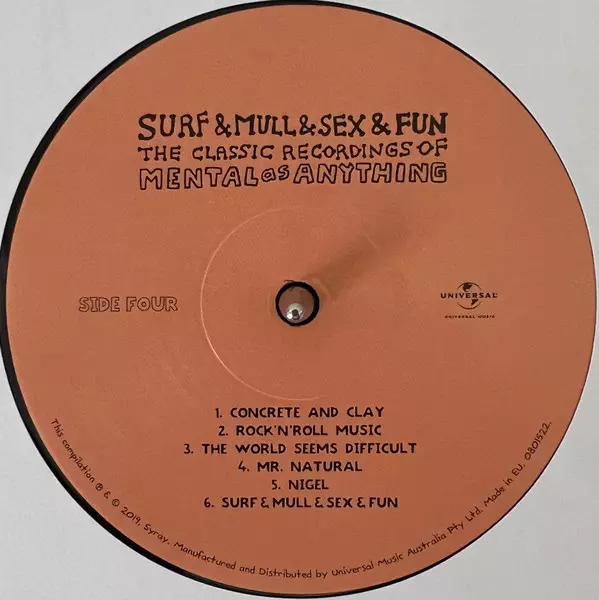 SURF & MULL & SEX & FUN
THE CLASSIC RECORDINGS OF
MENTAL as ANYTHING
SIDE FOUR
UNIVERSAL
UNIVERSAL MUSIC
1. CONCRETE AND CLAY
2. ROCK'N'ROLL MUSIC
3. THE WORLD SEEMS DIFFICULT
4. MR. NATURAL
5. NIGEL
6. SURF & MULL & SEX & FUN
This compilation ℗ & © 2019, Syray. Manufactured and Distributed by Universal Music Australia Pty Ltd. Made in EU. 0801522.